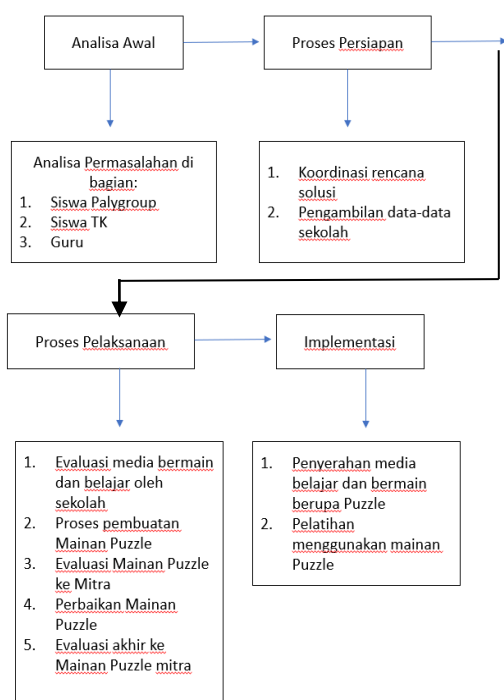 Analisa Awal
Proses Persiapan
Analisa Permasalahan di
bagian:
1. Siswa Palygroup
2. Siswa TK
3. Guru
1. Koordinasi rencana
solusi
2. Pengambilan data-data
sekolah
Proses Pelaksanaan
Implementasi
1. Evaluasi media bermain
dan belajar oleh
sekolah
2. Proses pembuatan
Mainan Puzzle
3. Evaluasi Mainan Puzzle
ke Mitra
4. Perbaikan Mainan
Puzzle
5. Evaluasi akhir ke
Mainan Puzzle mitra
1. Penyerahan media
belajar dan bermain
berupa Puzzle
2. Pelatihan
menggunakan mainan
Puzzle